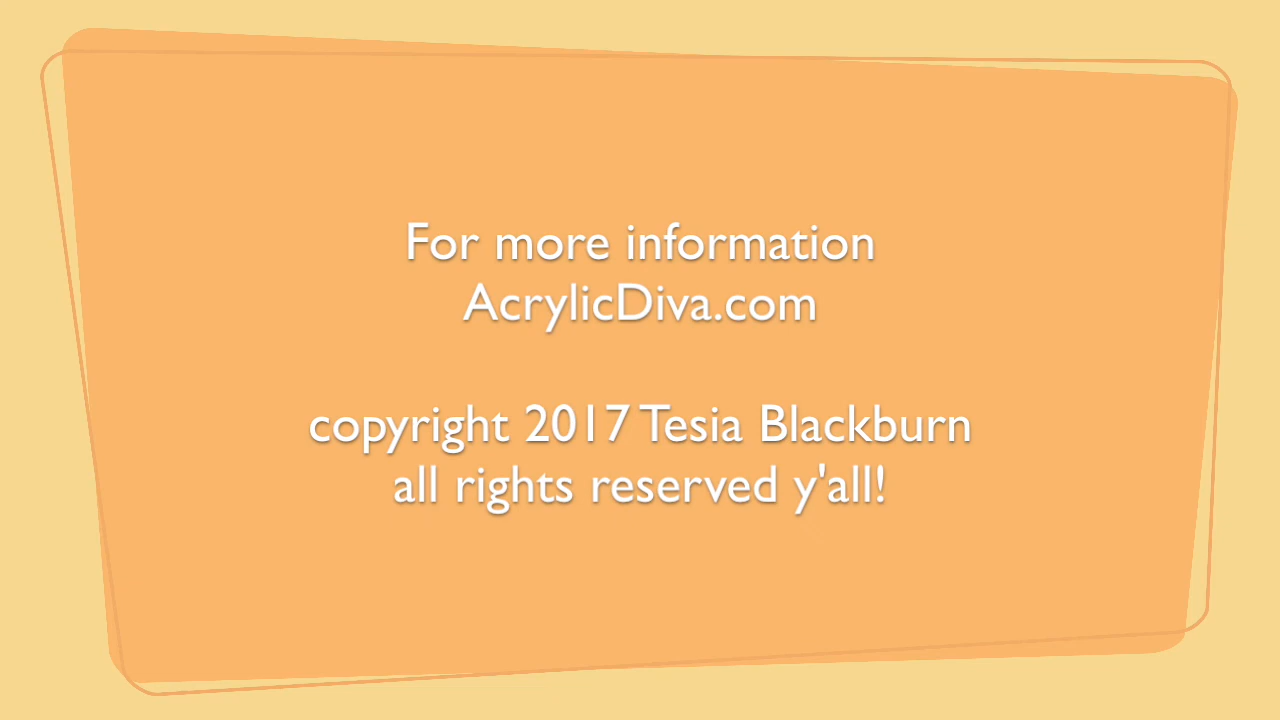 For more information
AcrylicDiva.com
copyright 2017 Tesia Blackburn
all rights reserved y'all!